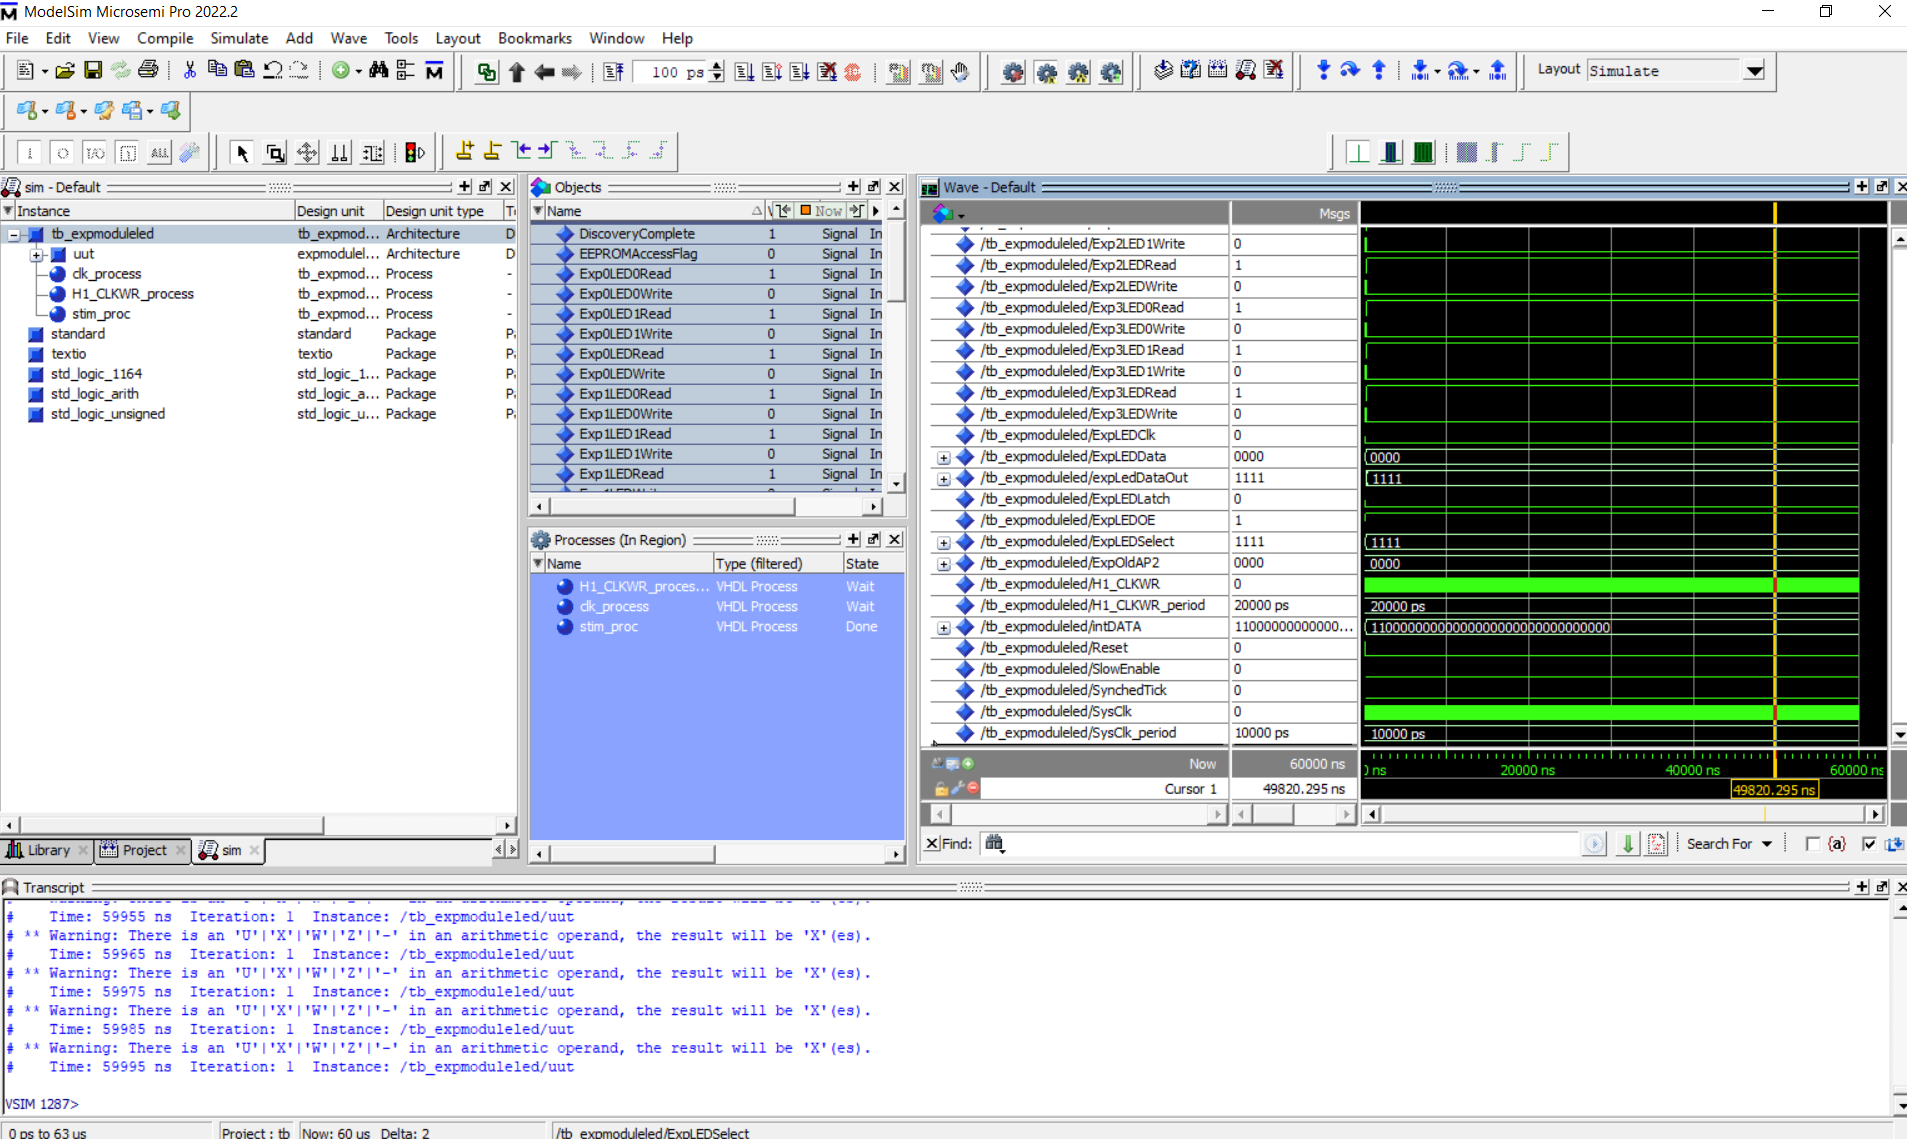 ModelSim Microsemi Pro 2022.2
File Edit View Compile Simulate Add Wave Tools Layout Bookmarks Window Help
100 ps
Layout Simulate
sim - Default
Instance Design unit Design unit type
tb_expmoduleled tb_expmod... Architecture D
uut expmodulel... Architecture D
clk_process tb_expmod... Process -
H1_CLKWR_process tb_expmod... Process -
stim_proc tb_expmod... Process -
standard standard Package
textio textio Package
std_logic_1164 std_logic_1... Package
std_logic_arith std_logic_a... Package
std_logic_unsigned std_logic_u... Package
Library Project sim
Objects
Name Now
DiscoveryComplete 1 Signal In
EEPROMAccessFlag 0 Signal In
Exp0LED0Read 1 Signal In
Exp0LED0Write 0 Signal In
Exp0LED1Read 1 Signal In
Exp0LED1Write 0 Signal In
Exp0LEDRead 1 Signal In
Exp0LEDWrite 0 Signal In
Exp1LED0Read 1 Signal In
Exp1LED0Write 0 Signal In
Exp1LED1Read 1 Signal In
Exp1LED1Write 0 Signal In
Exp1LEDRead 1 Signal In
Processes (In Region)
Name Type (filtered) State
H1_CLKWR_proces... VHDL Process Wait
clk_process VHDL Process Wait
stim_proc VHDL Process Done
Wave - Default
Msgs
/tb_expmoduleled/Exp2LED1Write 0
/tb_expmoduleled/Exp2LEDRead 1
/tb_expmoduleled/Exp2LEDWrite 0
/tb_expmoduleled/Exp3LED0Read 1
/tb_expmoduleled/Exp3LED0Write 0
/tb_expmoduleled/Exp3LED1Read 1
/tb_expmoduleled/Exp3LED1Write 0
/tb_expmoduleled/Exp3LEDRead 1
/tb_expmoduleled/Exp3LEDWrite 0
/tb_expmoduleled/ExpLEDClk 0
/tb_expmoduleled/ExpLEDData 0000 0000
/tb_expmoduleled/expLedDataOut 1111 1111
/tb_expmoduleled/ExpLEDLatch 0
/tb_expmoduleled/ExpLEDOE 1
/tb_expmoduleled/ExpLEDSelect 1111 1111
/tb_expmoduleled/ExpOldAP2 0000 0000
/tb_expmoduleled/H1_CLKWR 0
/tb_expmoduleled/H1_CLKWR_period 20000 ps 20000 ps
/tb_expmoduleled/intDATA 11000000000000... 11000000000000000000000000000000
/tb_expmoduleled/Reset 0
/tb_expmoduleled/SlowEnable 0
/tb_expmoduleled/SynchedTick 0
/tb_expmoduleled/SysClk 0
/tb_expmoduleled/SysClk_period 10000 ps 10000 ps
Now 60000 ns ns 20000 ns 40000 ns 60000 ns
Cursor 1 49820.295 ns 49820.295 ns
Find: Search For
Transcript
# Time: 59955 ns Iteration: 1 Instance: /tb_expmoduleled/uut
# ** Warning: There is an 'U'|'X'|'W'|'Z'|'-' in an arithmetic operand, the result will be 'X'(es).
# Time: 59965 ns Iteration: 1 Instance: /tb_expmoduleled/uut
# ** Warning: There is an 'U'|'X'|'W'|'Z'|'-' in an arithmetic operand, the result will be 'X'(es).
# Time: 59975 ns Iteration: 1 Instance: /tb_expmoduleled/uut
# ** Warning: There is an 'U'|'X'|'W'|'Z'|'-' in an arithmetic operand, the result will be 'X'(es).
# Time: 59985 ns Iteration: 1 Instance: /tb_expmoduleled/uut
# ** Warning: There is an 'U'|'X'|'W'|'Z'|'-' in an arithmetic operand, the result will be 'X'(es).
# Time: 59995 ns Iteration: 1 Instance: /tb_expmoduleled/uut
VSIM 1287>
0 ps to 63 us Project : tb Now: 60 us Delta: 2 /tb_expmoduleled/ExpLEDSelect